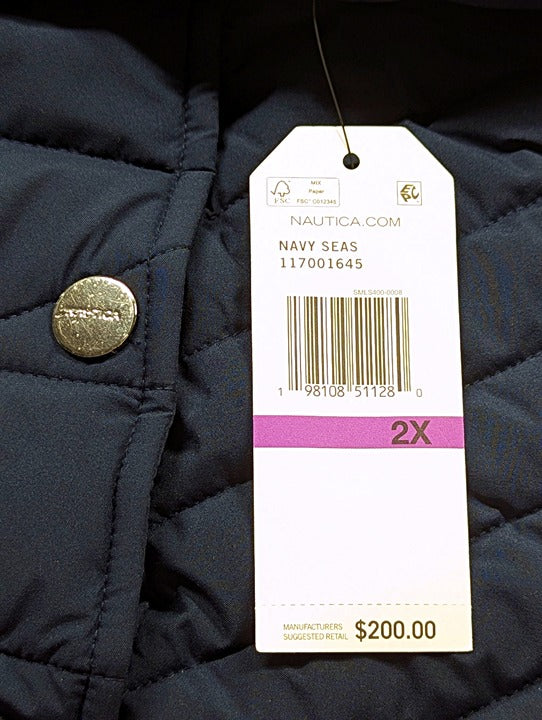 MIX
Paper
FSC
FSC® C012345
NAUTICA.COM
NAVY SEAS
117001645
SMLS400-0008
1 98108 51128 0
2X
NAUTICA
MANUFACTURERS
SUGGESTED RETAIL $200.00